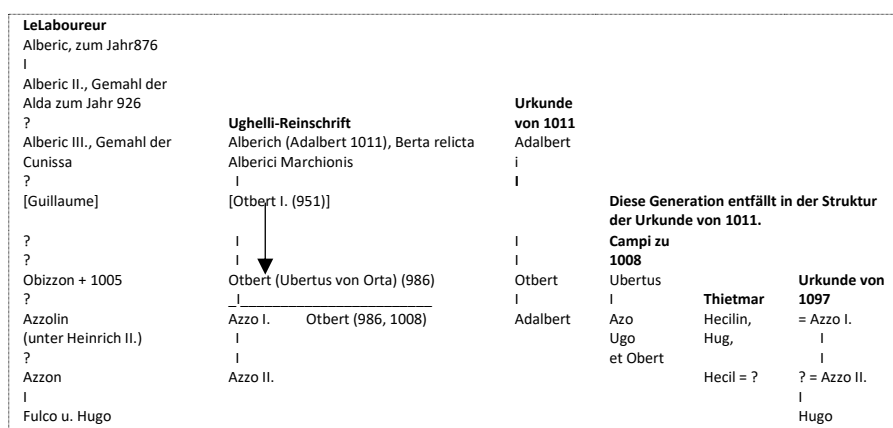 LeLaboureur
Alberic, zum Jahr876
I
Alberic II., Gemahl der
Alda zum Jahr 926 Urkunde
? Ughelli-Reinschrift von 1011
Alberic III., Gemahl der Alberich (Adalbert 1011), Berta relicta Adalbert
Cunissa Alberici Marchionis i
? I I
[Guillaume] [Otbert I. (951)] Diese Generation entfällt in der Struktur
der Urkunde von 1011.
? I I Campi zu
? I I 1008
Obizzon + 1005 Otbert (Ubertus von Orta) (986) Otbert Ubertus Urkunde von
? _I________________________ I I Thietmar 1097
Azzolin Azzo I. Otbert (986, 1008) Adalbert Azo Hecilin, = Azzo I.
(unter Heinrich II.) I Ugo Hug, I
? I et Obert I
Azzon Azzo II. Hecil = ? ? = Azzo II.
I I
Fulco u. Hugo Hugo